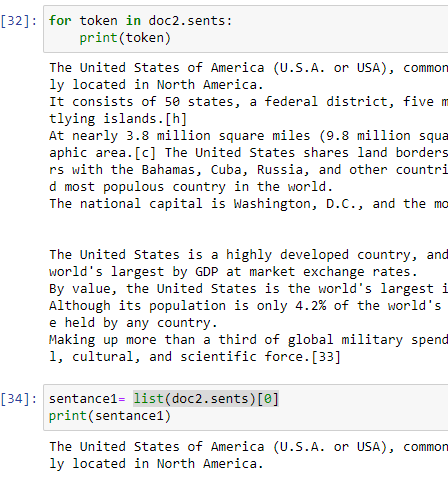 [32]: for token in doc2.sents:
print(token)
The United States of America (U.S.A. or USA), common
ly located in North America.
It consists of 50 states, a federal district, five m
tlying islands.[h]
At nearly 3.8 million square miles (9.8 million squa
aphic area.[c] The United States shares land borders
rs with the Bahamas, Cuba, Russia, and other countri
d most populous country in the world.
The national capital is Washington, D.C., and the mo
The United States is a highly developed country, and
world's largest by GDP at market exchange rates.
By value, the United States is the world's largest i
Although its population is only 4.2% of the world's
e held by any country.
Making up more than a third of global military spend
l, cultural, and scientific force.[33]
[34]: sentance1= list(doc2.sents)[0]
print(sentance1)
The United States of America (U.S.A. or USA), common
ly located in North America.